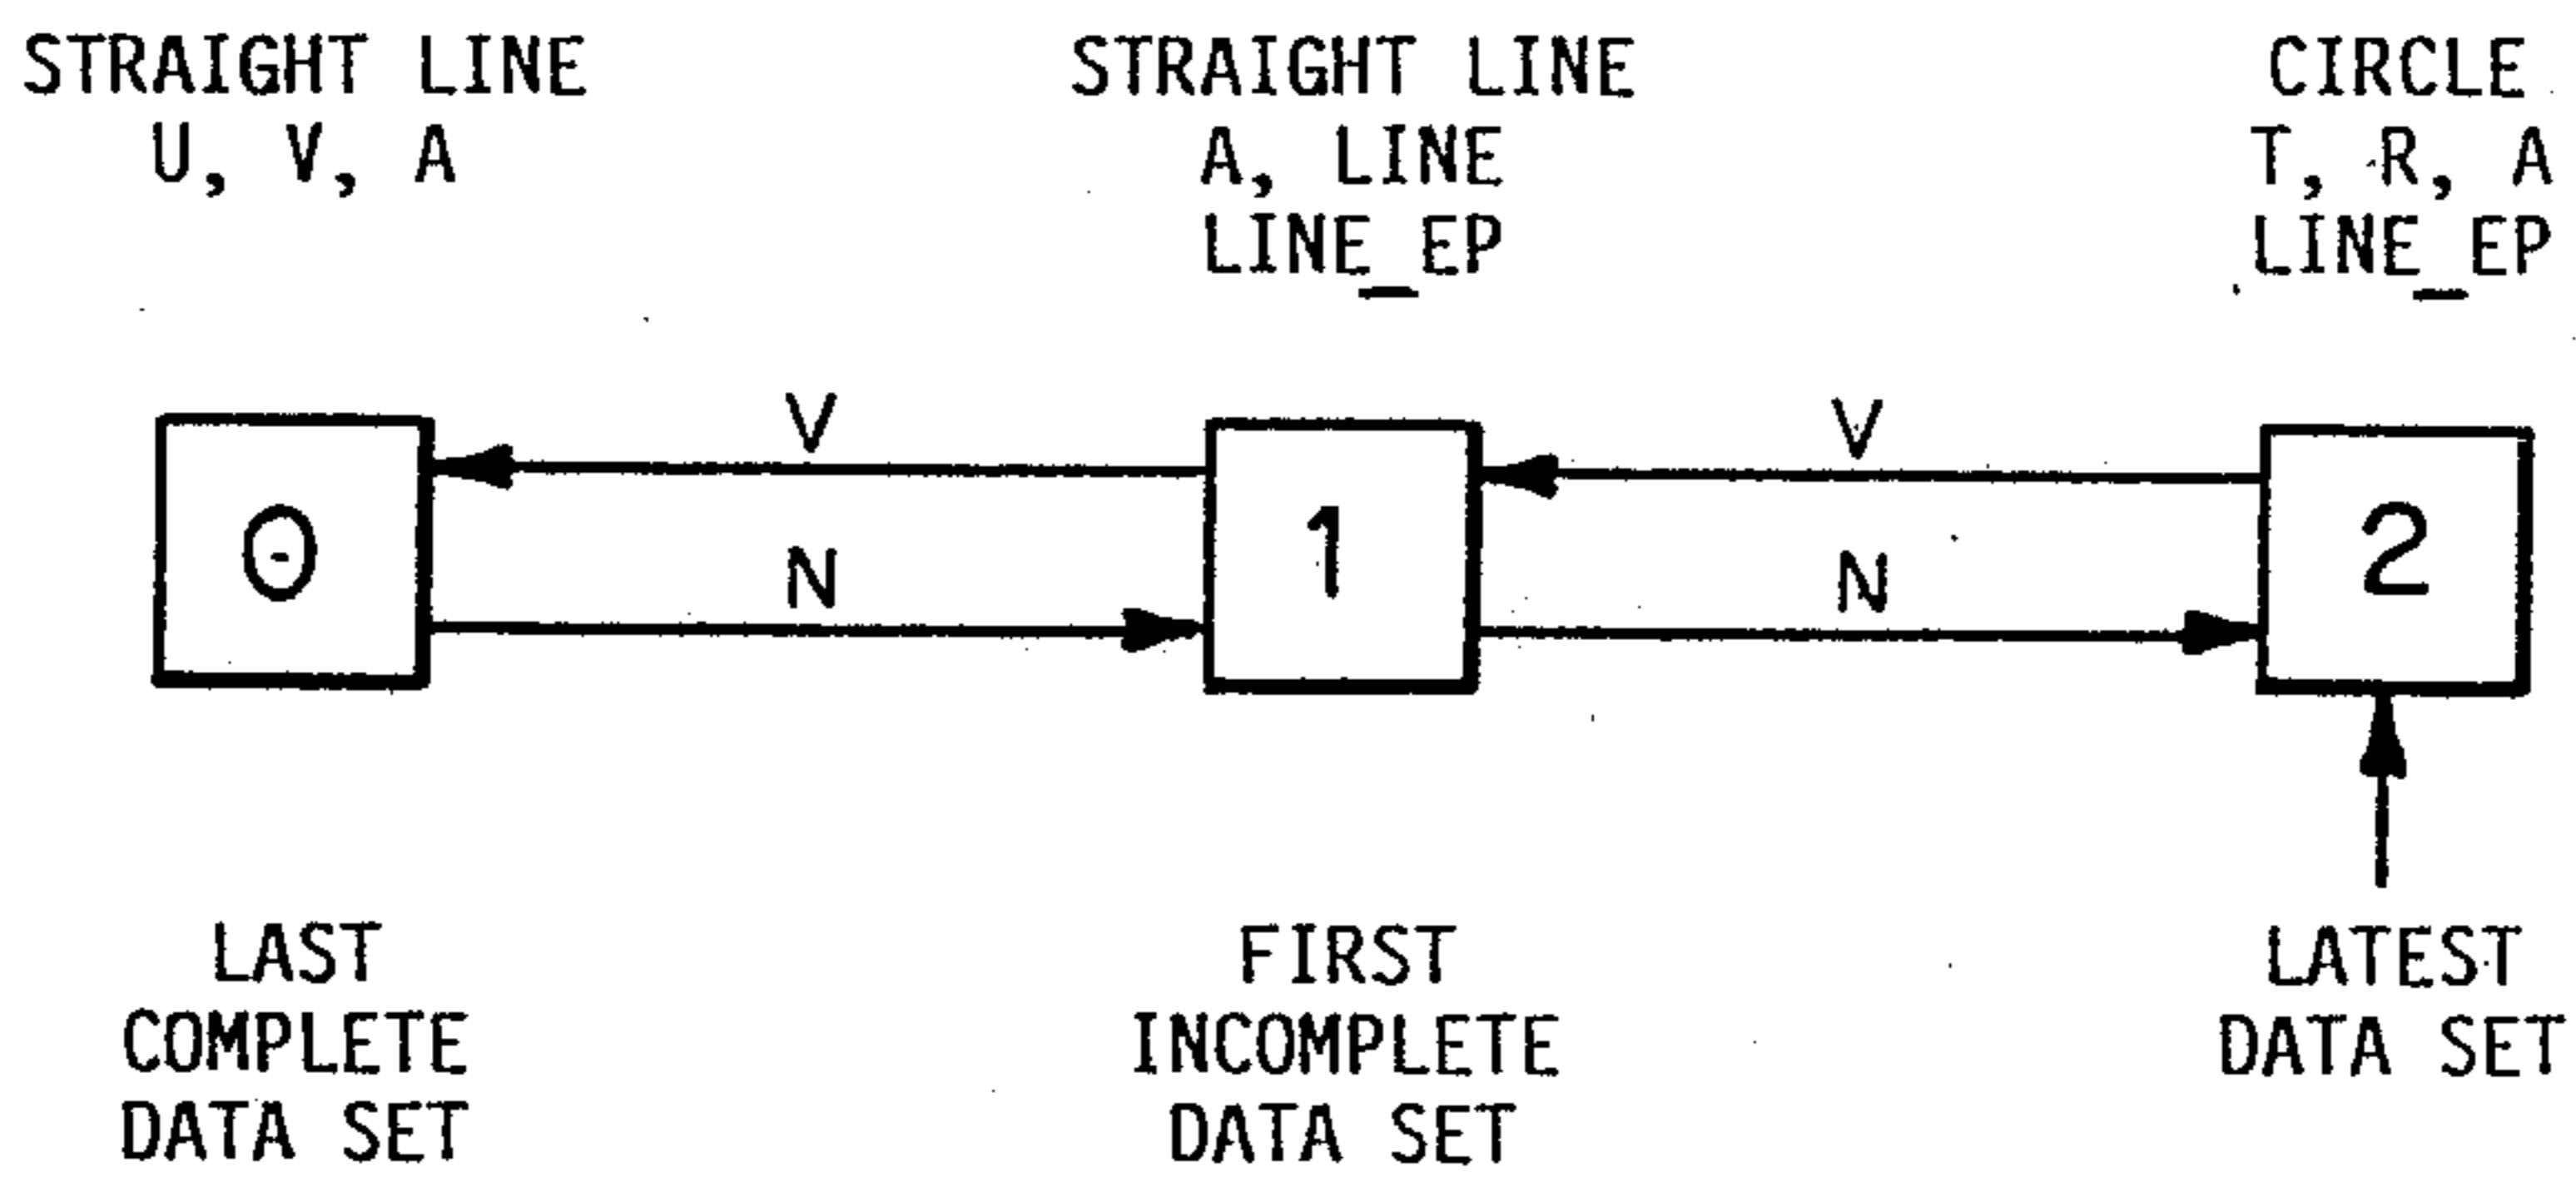 STRAIGHT LINE
U, V, A
STRAIGHT LINE
A, LINE
LINE_EP
CIRCLE
T, R, A
LINE_EP
V
N
V
N
0
1
2
LAST
COMPLETE
DATA SET
FIRST
INCOMPLETE
DATA SET
LATEST
DATA SET